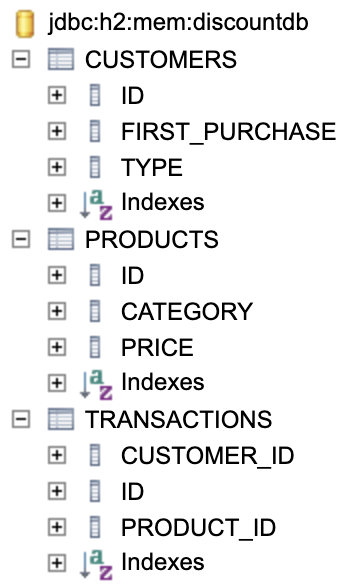 jdbc:h2:mem:discountdb
CUSTOMERS
ID
FIRST_PURCHASE
TYPE
Indexes
PRODUCTS
ID
CATEGORY
PRICE
Indexes
TRANSACTIONS
CUSTOMER_ID
ID
PRODUCT_ID
Indexes